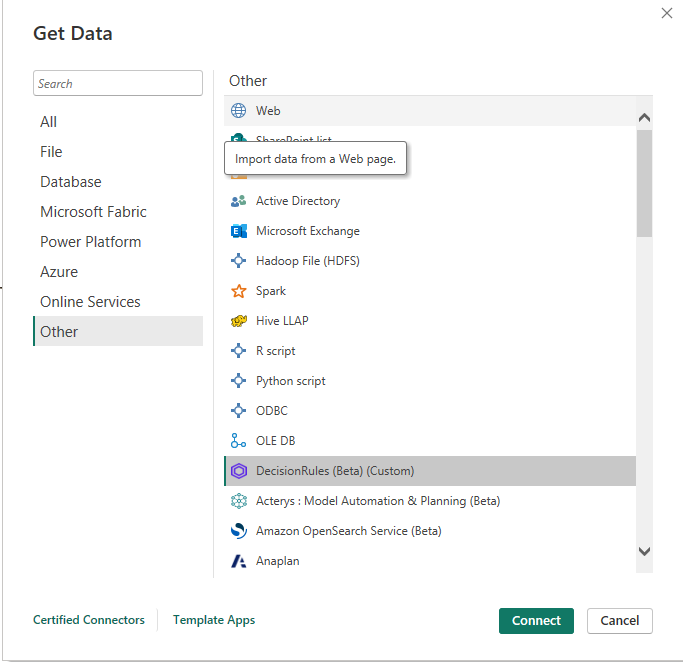 Get Data
Search
All
File
Database
Microsoft Fabric
Power Platform
Azure
Online Services
Other
Other
Web
SharePoint list
Import data from a Web page.
Active Directory
Microsoft Exchange
Hadoop File (HDFS)
Spark
Hive LLAP
R script
Python script
ODBC
OLE DB
DecisionRules (Beta) (Custom)
Acterys : Model Automation & Planning (Beta)
Amazon OpenSearch Service (Beta)
Anaplan
Certified Connectors
Template Apps
Connect
Cancel